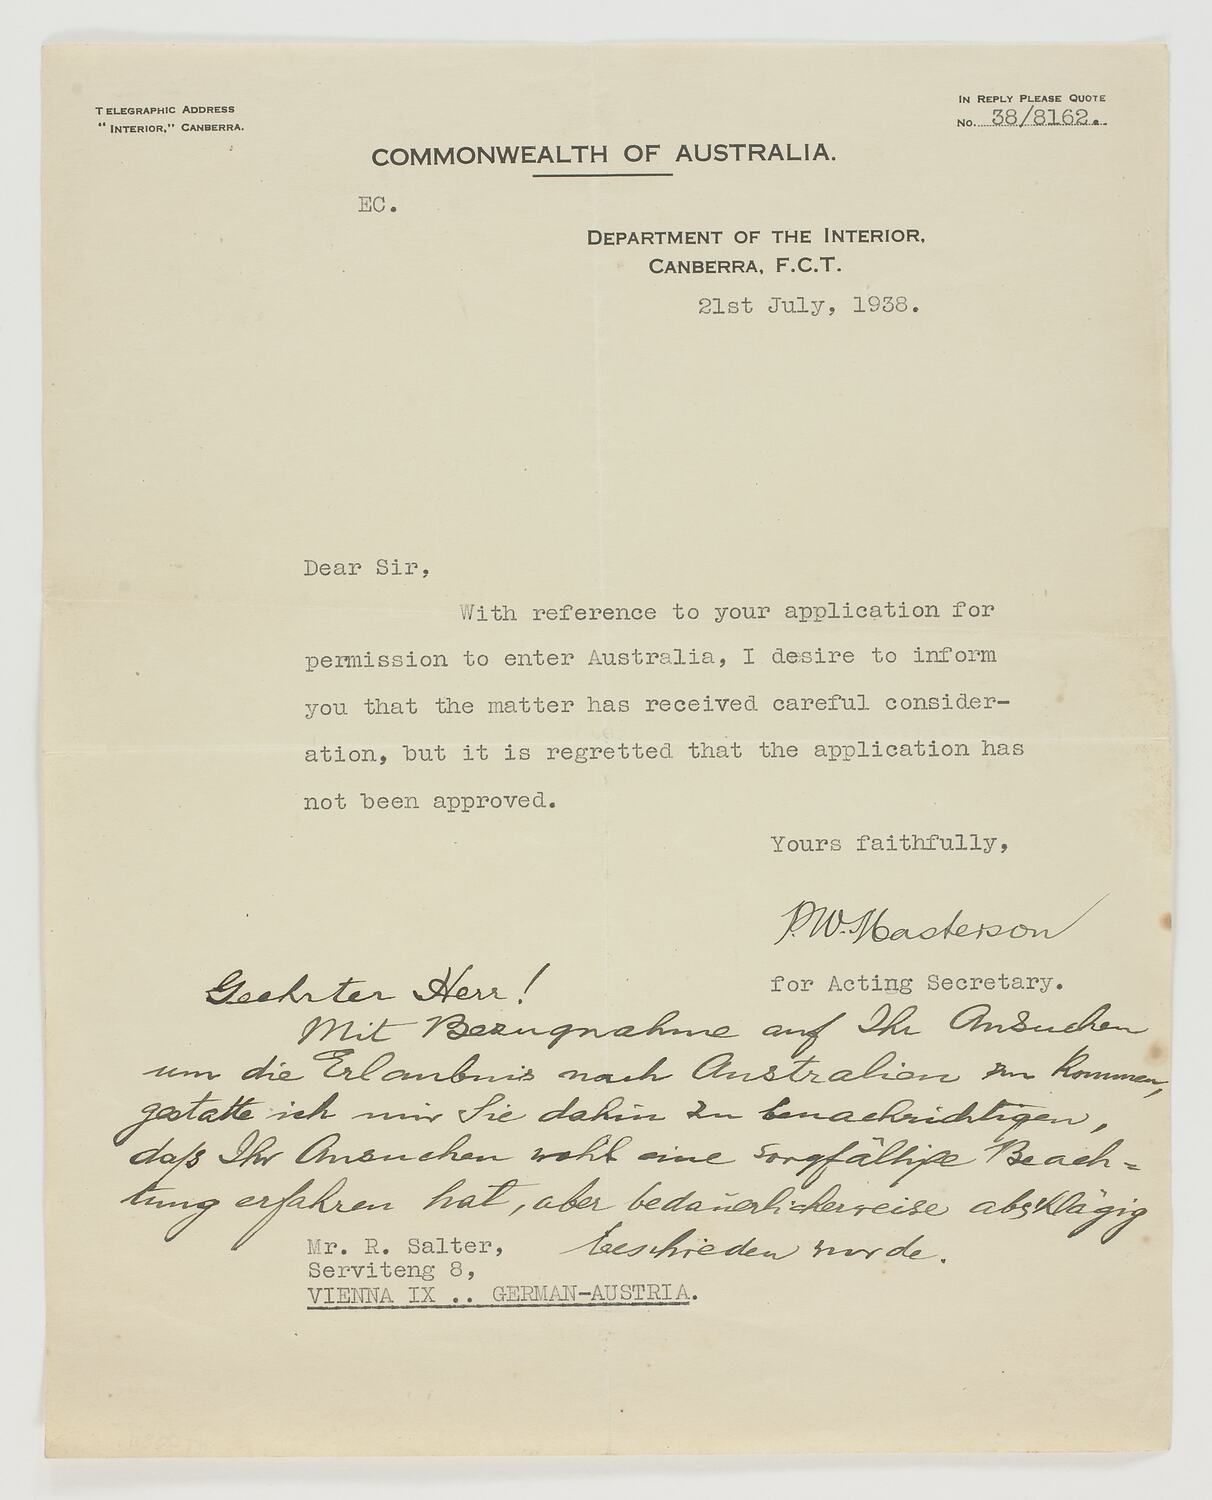 TELEGRAPHIC ADDRESS
"INTERIOR," CANBERRA.
IN REPLY PLEASE QUOTE
No. 38/8162.
COMMONWEALTH OF AUSTRALIA.
EC.
DEPARTMENT OF THE INTERIOR,
CANBERRA, F.C.T.
21st July, 1938.
Dear Sir,
With reference to your application for
permission to enter Australia, I desire to inform
you that the matter has received careful consider-
ation, but it is regretted that the application has
not been approved.
Yours faithfully,
P.W. Masterson
for Acting Secretary.
Geehrter Herr!
Mit Bezugnahme auf Ihr Ansuchen
um die Erlaubnis nach Australien zu kommen,
gestatte ich mir Sie dahin zu benachrichtigen,
daß Ihr Ansuchen wohl eine sorgfältige Beach=
tung erfahren hat, aber bedauerlicherweise abschlägig
beschieden wurde.
Mr. R. Salter,
Serviteng 8,
VIENNA IX .. GERMAN-AUSTRIA.